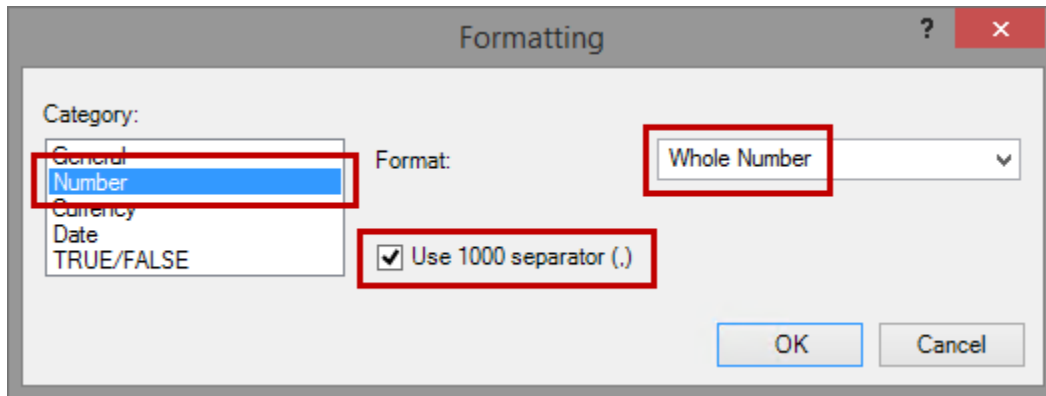 Formatting
?
×
Category:
General
Number
Currency
Date
TRUE/FALSE
Format:
Whole Number
Use 1000 separator (.)
OK
Cancel